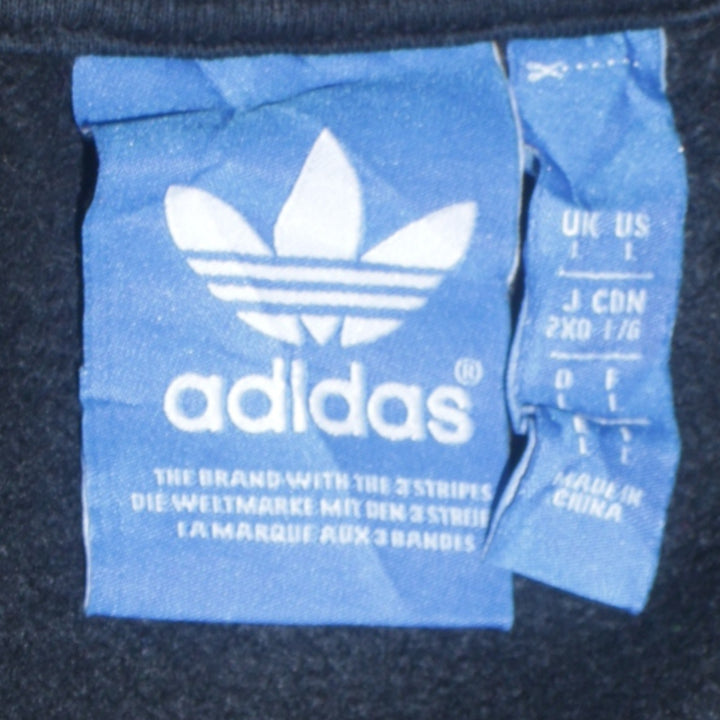 adidas®
THE BRAND WITH THE 3 STRIPES
DIE WELTMARKE MIT DEN 3 STREIF
LA MARQUE AUX 3 BANDES
UK US
L L
J CDN
2XO L/G
D F
L L
L L
MADE IN
CHINA